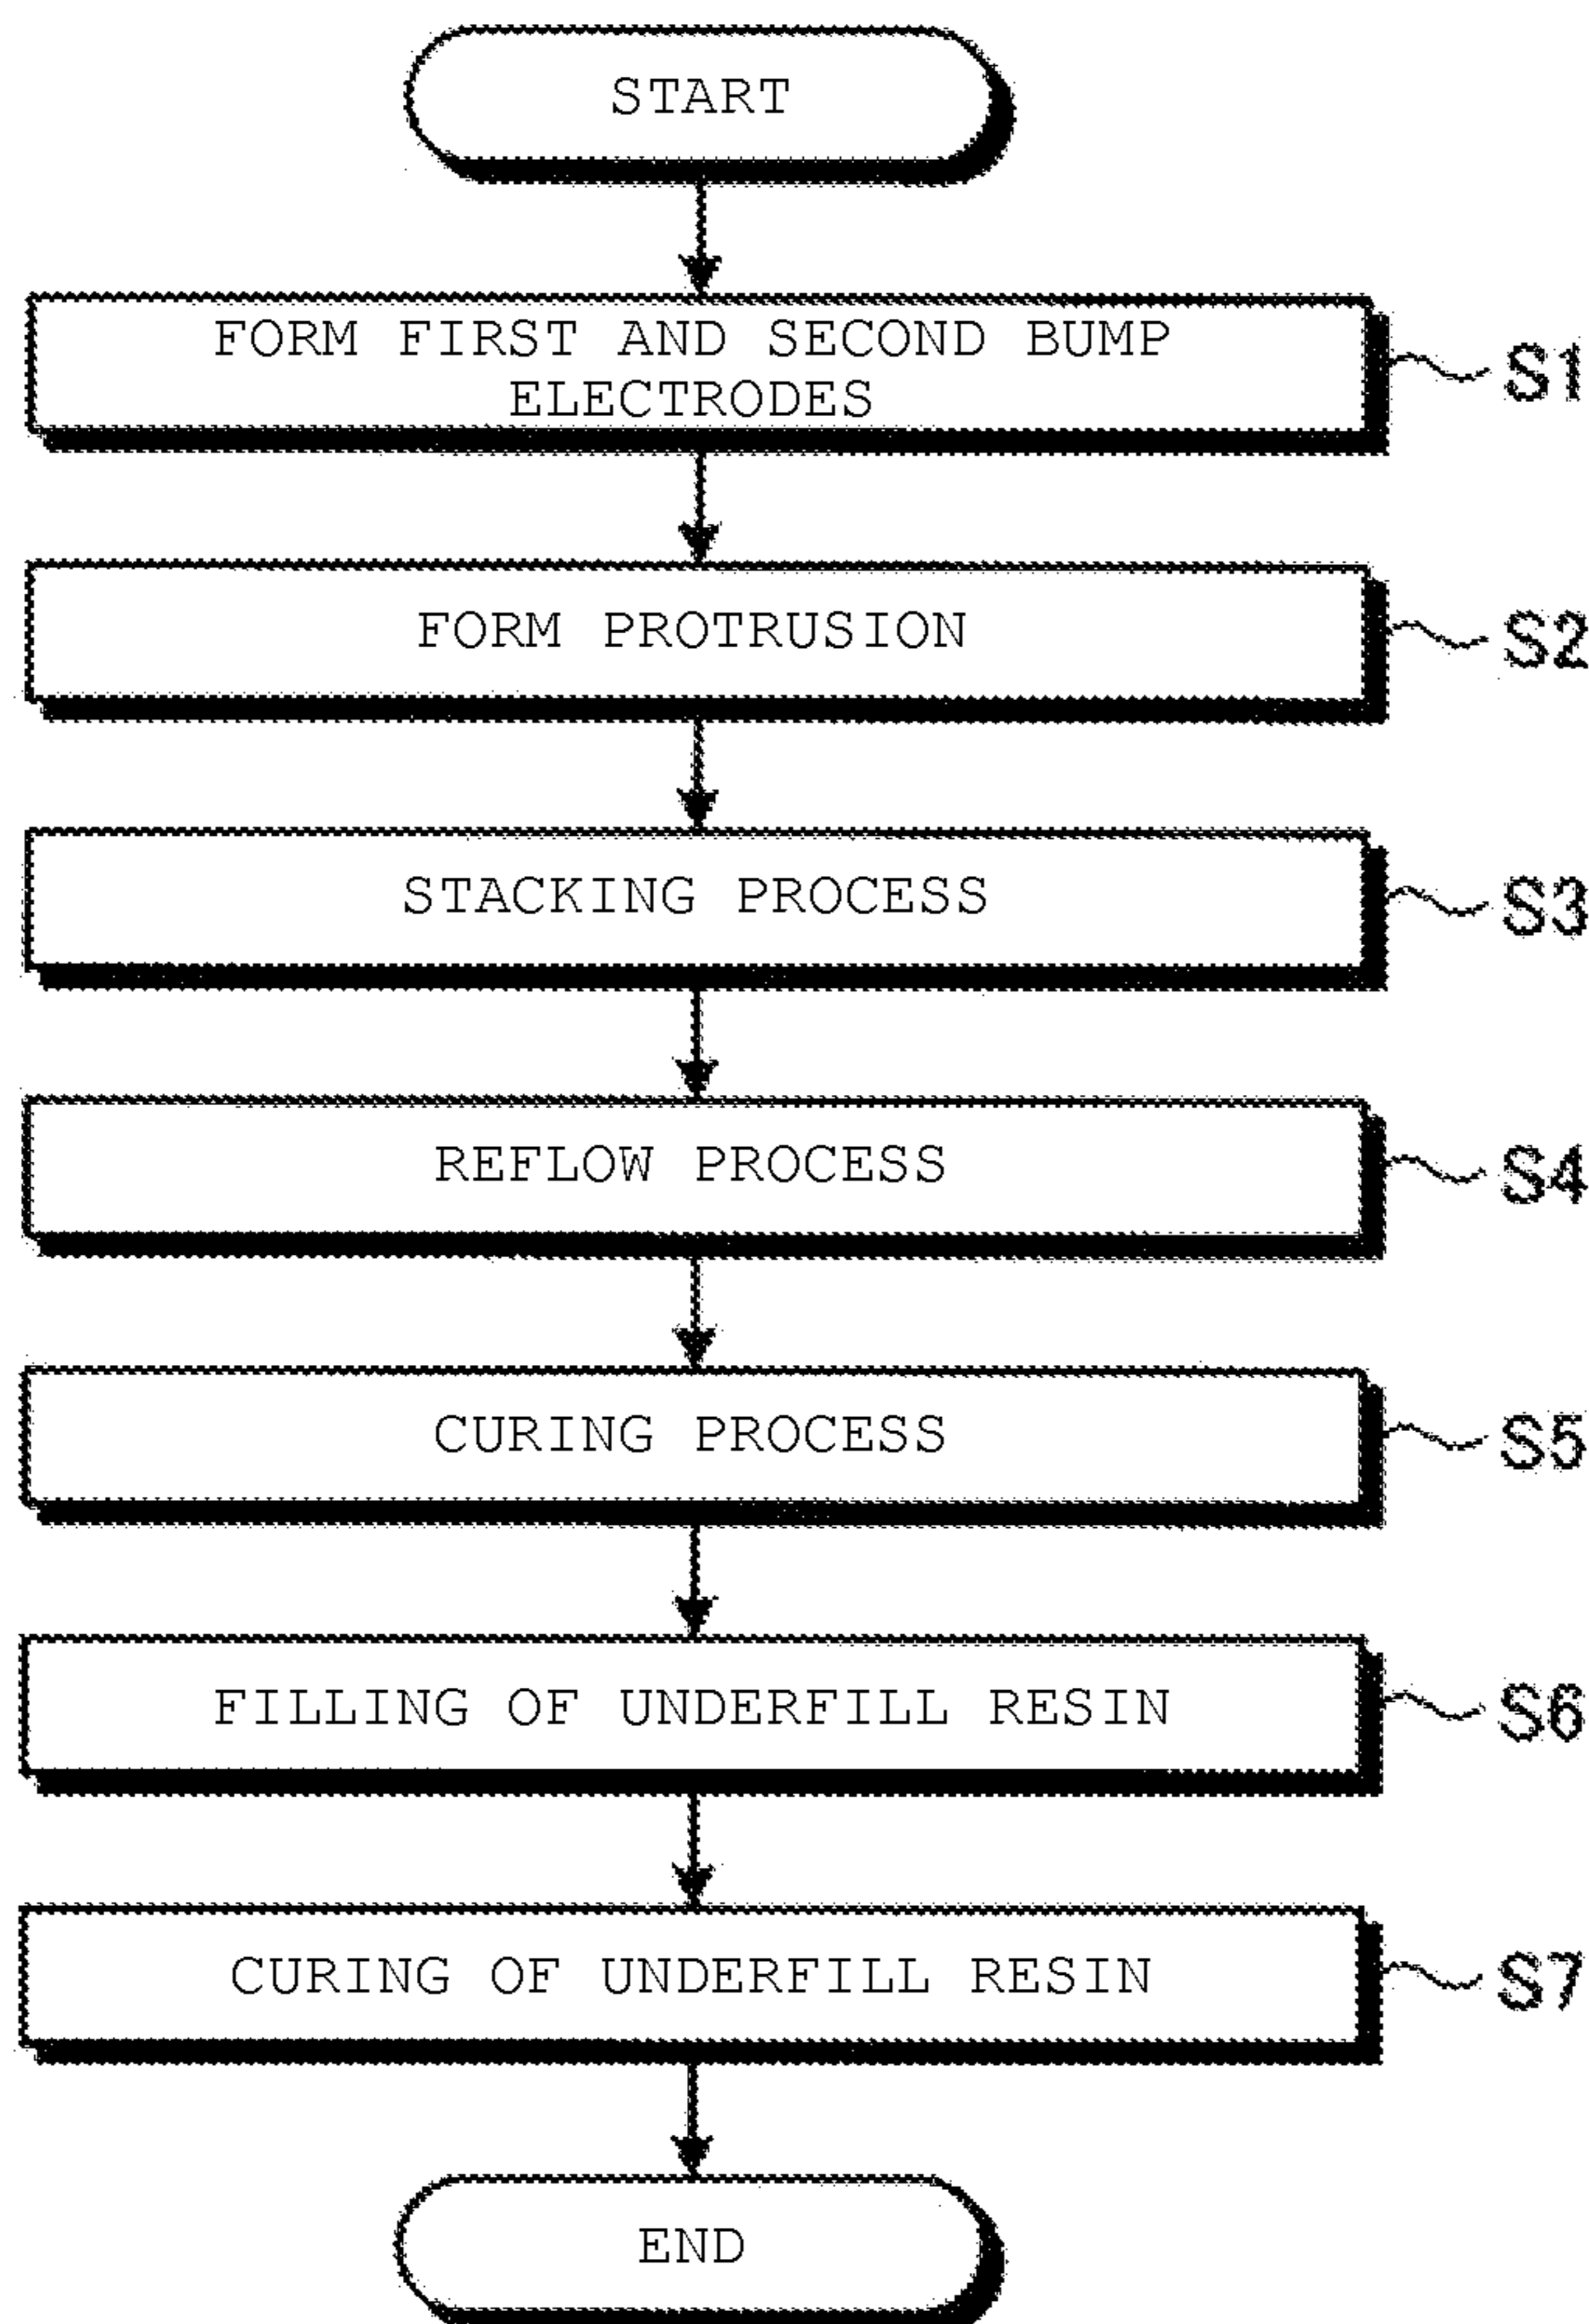 START
FORM FIRST AND SECOND BUMP
ELECTRODES
S1
FORM PROTRUSION
S2
STACKING PROCESS
S3
REFLOW PROCESS
S4
CURING PROCESS
S5
FILLING OF UNDERFILL RESIN
S6
CURING OF UNDERFILL RESIN
S7
END